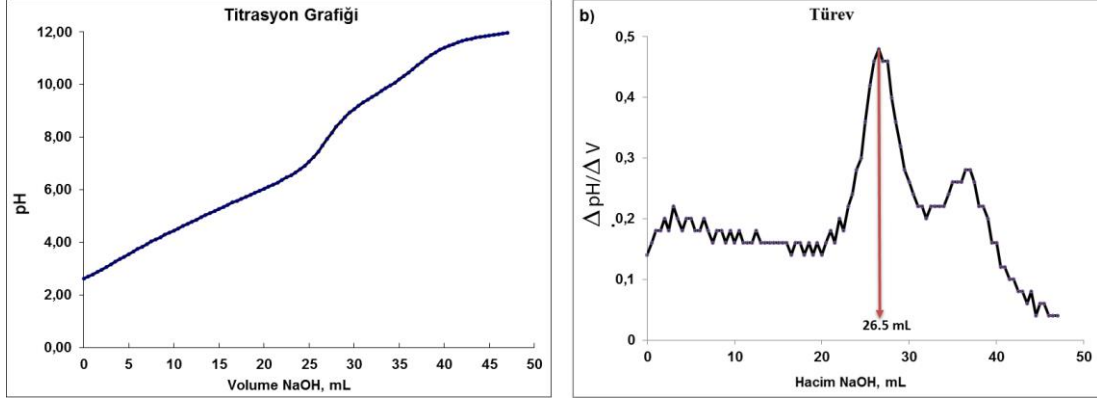 Titrasyon Grafiği
12,00
10,00
8,00
6,00
4,00
2,00
0,00
pH
0 5 10 15 20 25 30 35 40 45 50
Volume NaOH, mL
b) Türev
0,5
0,4
0,3
0,2
0,1
0
Δ pH/Δ V
26.5 mL
0 10 20 30 40 50
Hacim NaOH, mL